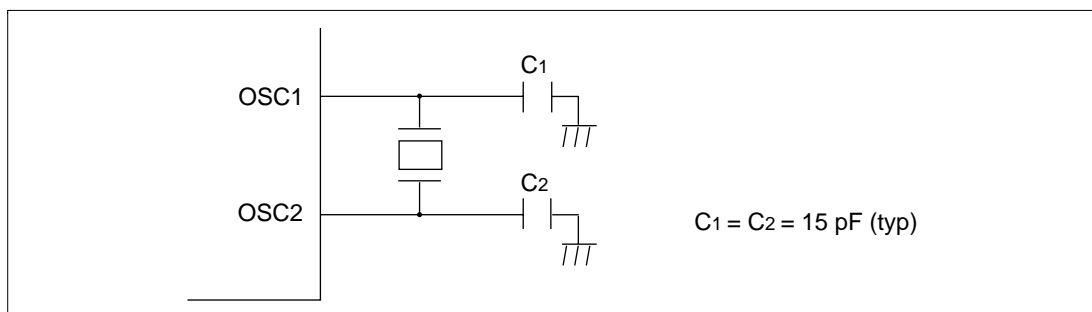 C1
OSC1
C2
OSC2
C1 = C2 = 15 pF (typ)